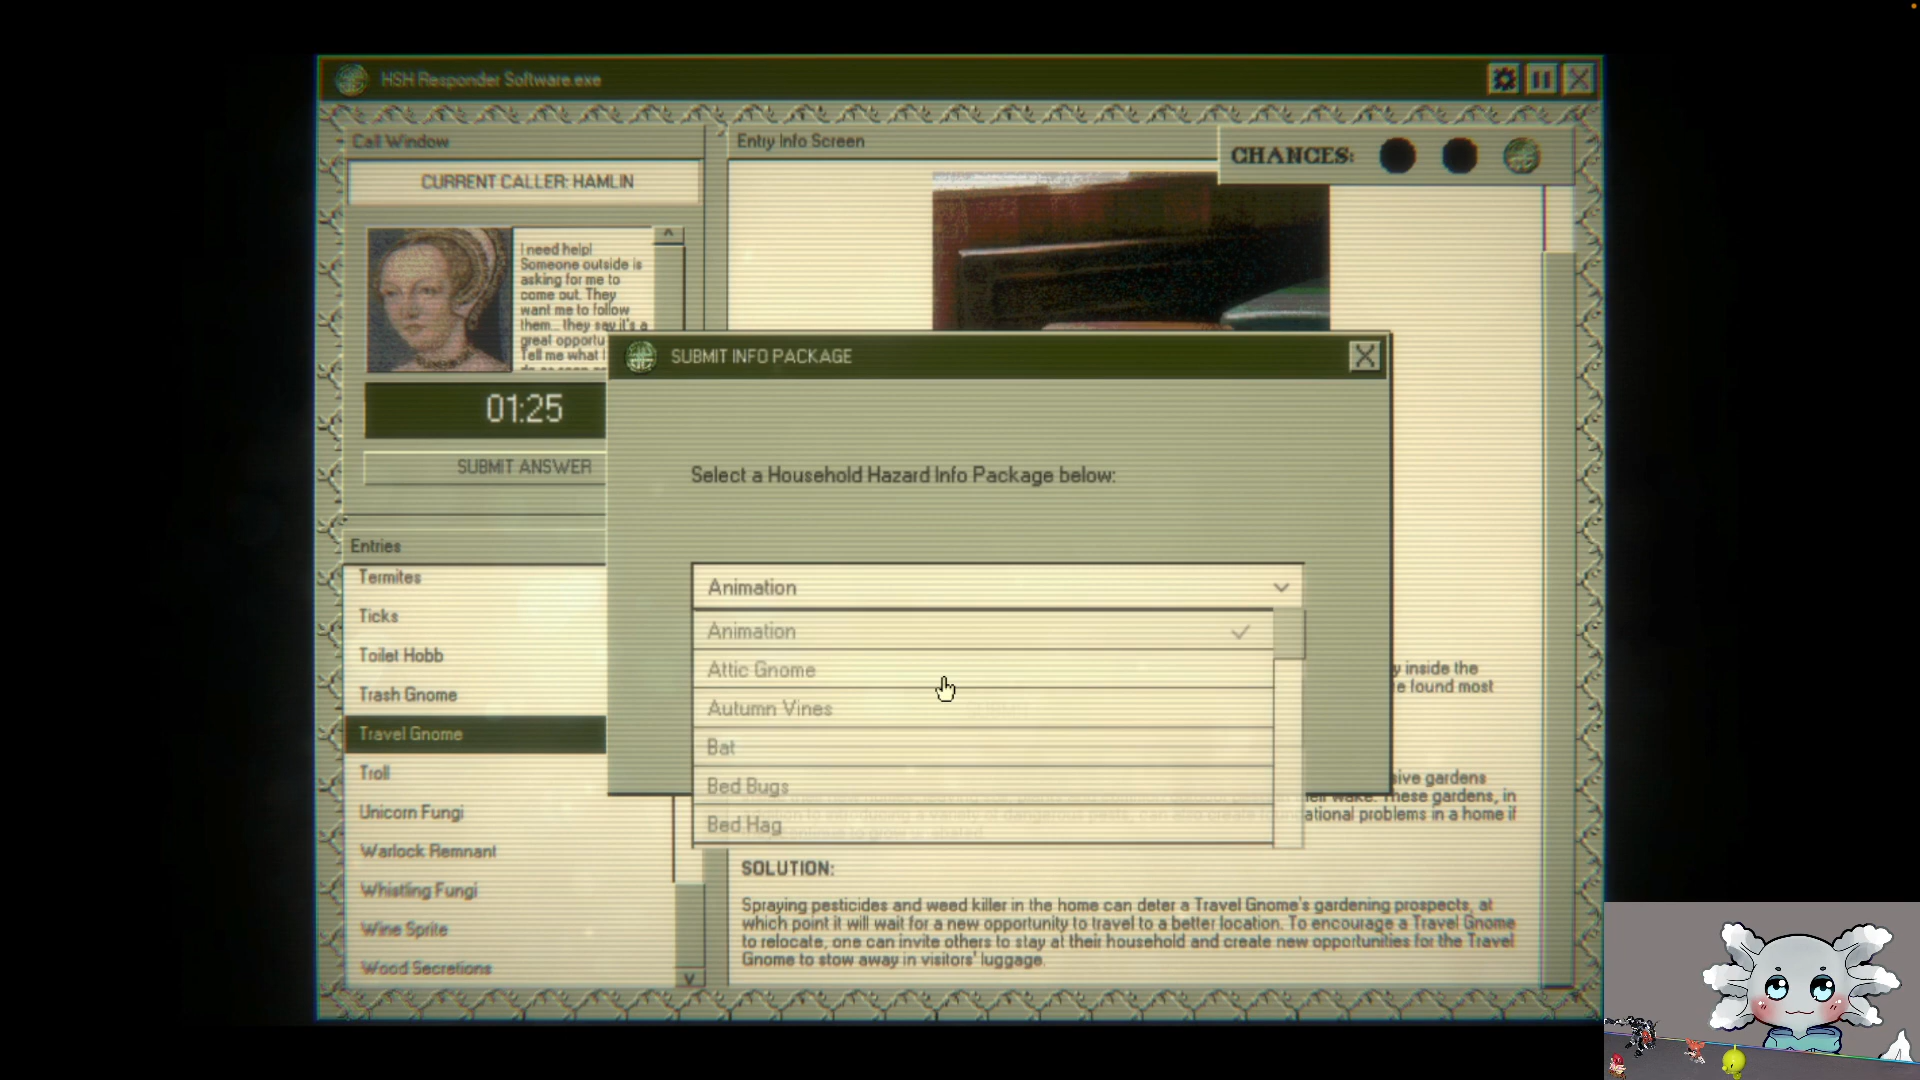 HSH Responder Software.exe
Call Window
CURRENT CALLER: HAMLIN
I need help!
Someone outside is
asking for me to
come out. They
want me to follow
them... they say it's a
great opportu
Tell me what I
01:25
SUBMIT ANSWER
Entries
Termites
Ticks
Toilet Hobb
Trash Gnome
Travel Gnome
Troll
Unicorn Fungi
Warlock Remnant
Whistling Fungi
Wine Sprite
Wood Secretions
Entry Info Screen
CHANCES:
SUBMIT INFO PACKAGE
Select a Household Hazard Info Package below:
Animation
Animation
Attic Gnome
Autumn Vines
Bat
Bed Bugs
Bed Hag
y inside the
e found most
sive gardens
their wake. These gardens, in
ational problems in a home if
SOLUTION:
Spraying pesticides and weed killer in the home can deter a Travel Gnome's gardening prospects, at
which point it will wait for a new opportunity to travel to a better location. To encourage a Travel Gnome
to relocate, one can invite others to stay at their household and create new opportunities for the Travel
Gnome to stow away in visitors' luggage.